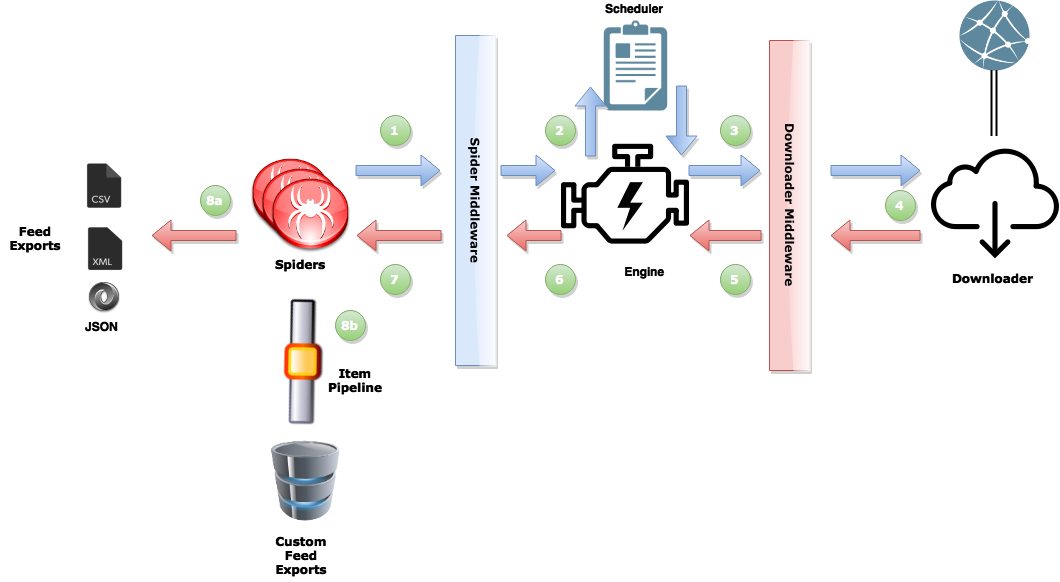 Scheduler
1
2
3
Spider Middleware
Downloader Middleware
CSV
8a
4
Feed
Exports
XML
Spiders
Engine
7
6
5
Downloader
JSON
8b
Item
Pipeline
Custom
Feed
Exports